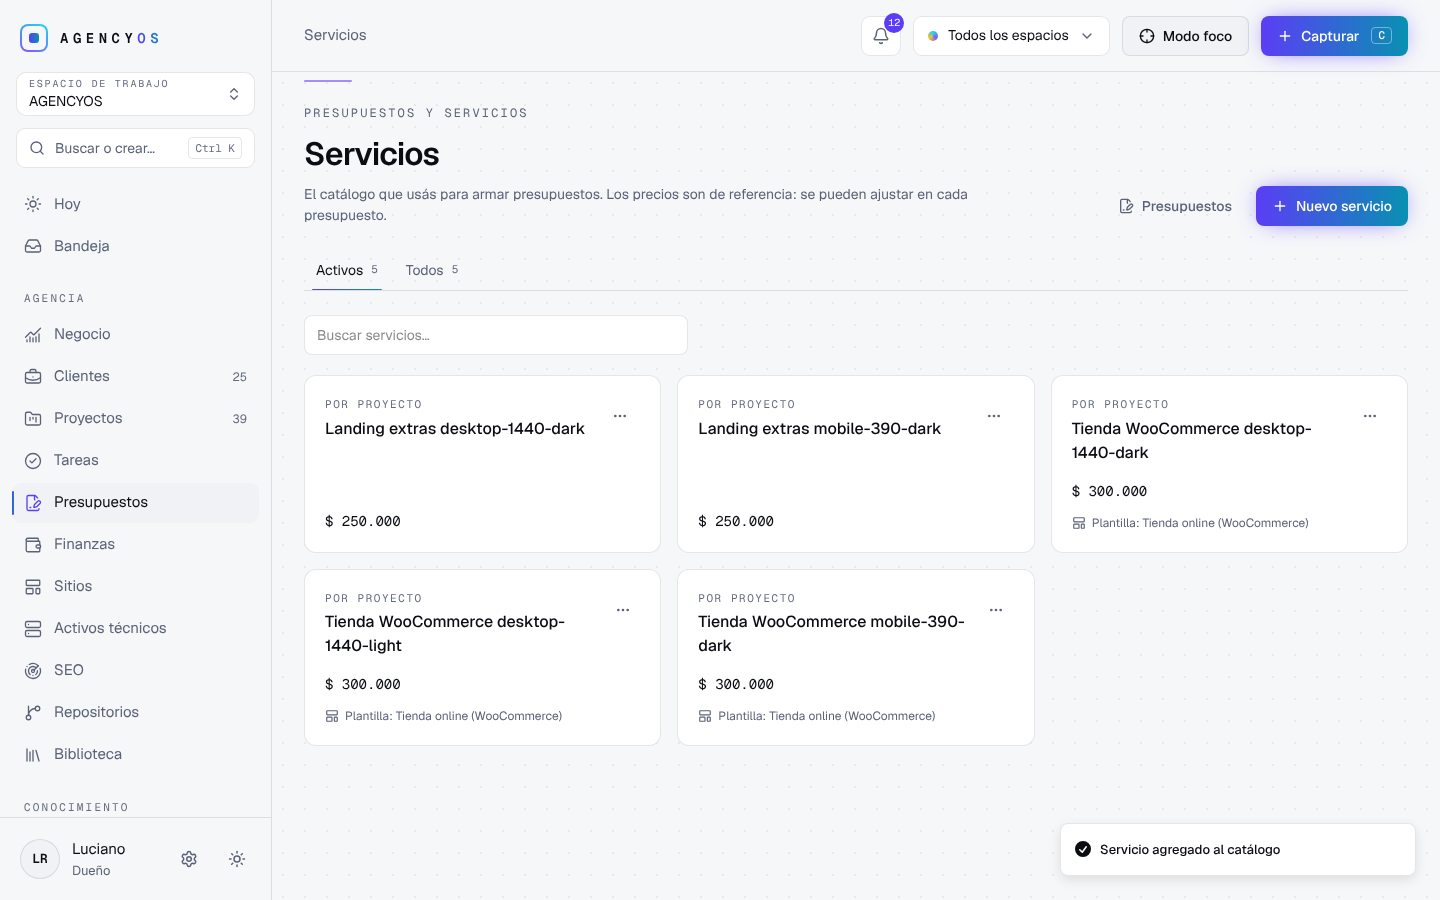 AGENCYOS
ESPACIO DE TRABAJO
AGENCYOS
Buscar o crear...
Ctrl K
Hoy
Bandeja
AGENCIA
Negocio
Clientes 25
Proyectos 39
Tareas
Presupuestos
Finanzas
Sitios
Activos técnicos
SEO
Repositorios
Biblioteca
CONOCIMIENTO
LR
Luciano
Dueño
Servicios
12
Todos los espacios
Modo foco
Capturar C
PRESUPUESTOS Y SERVICIOS
Servicios
El catálogo que usás para armar presupuestos. Los precios son de referencia: se pueden ajustar en cada
presupuesto.
Presupuestos
Nuevo servicio
Activos 5
Todos 5
Buscar servicios...
POR PROYECTO
Landing extras desktop-1440-dark
$ 250.000
POR PROYECTO
Landing extras mobile-390-dark
$ 250.000
POR PROYECTO
Tienda WooCommerce desktop-
1440-dark
$ 300.000
Plantilla: Tienda online (WooCommerce)
POR PROYECTO
Tienda WooCommerce desktop-
1440-light
$ 300.000
Plantilla: Tienda online (WooCommerce)
POR PROYECTO
Tienda WooCommerce mobile-390-
dark
$ 300.000
Plantilla: Tienda online (WooCommerce)
Servicio agregado al catálogo